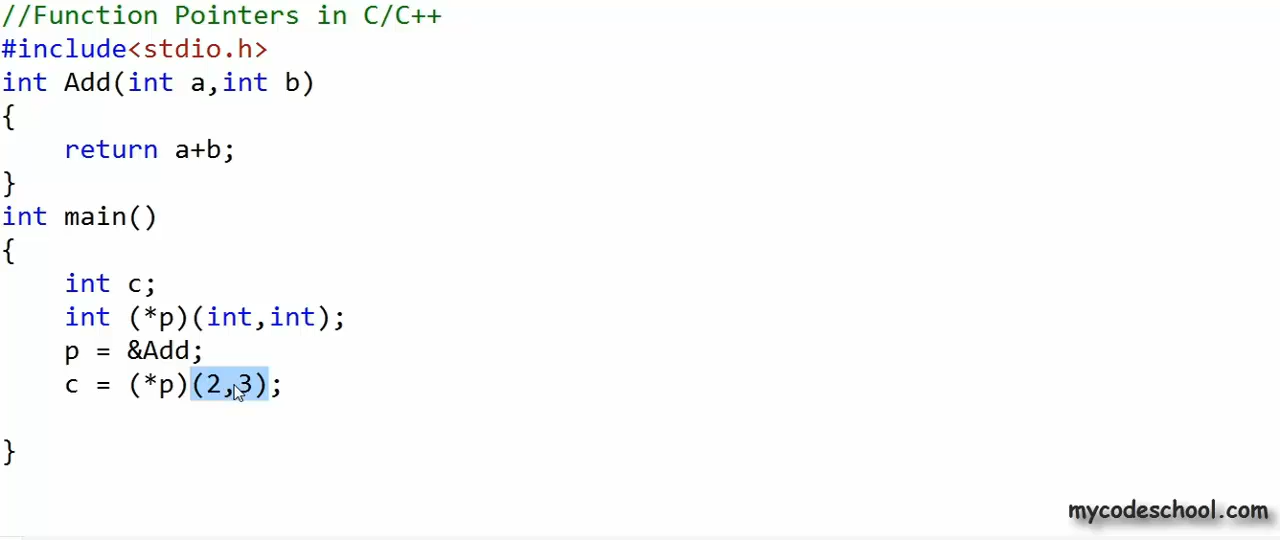 //Function Pointers in C/C++
#include<stdio.h>
int Add(int a,int b)
{
    return a+b;
}
int main()
{
    int c;
    int (*p)(int,int);
    p = &Add;
    c = (*p)(2,3);
}
mycodeschool.com